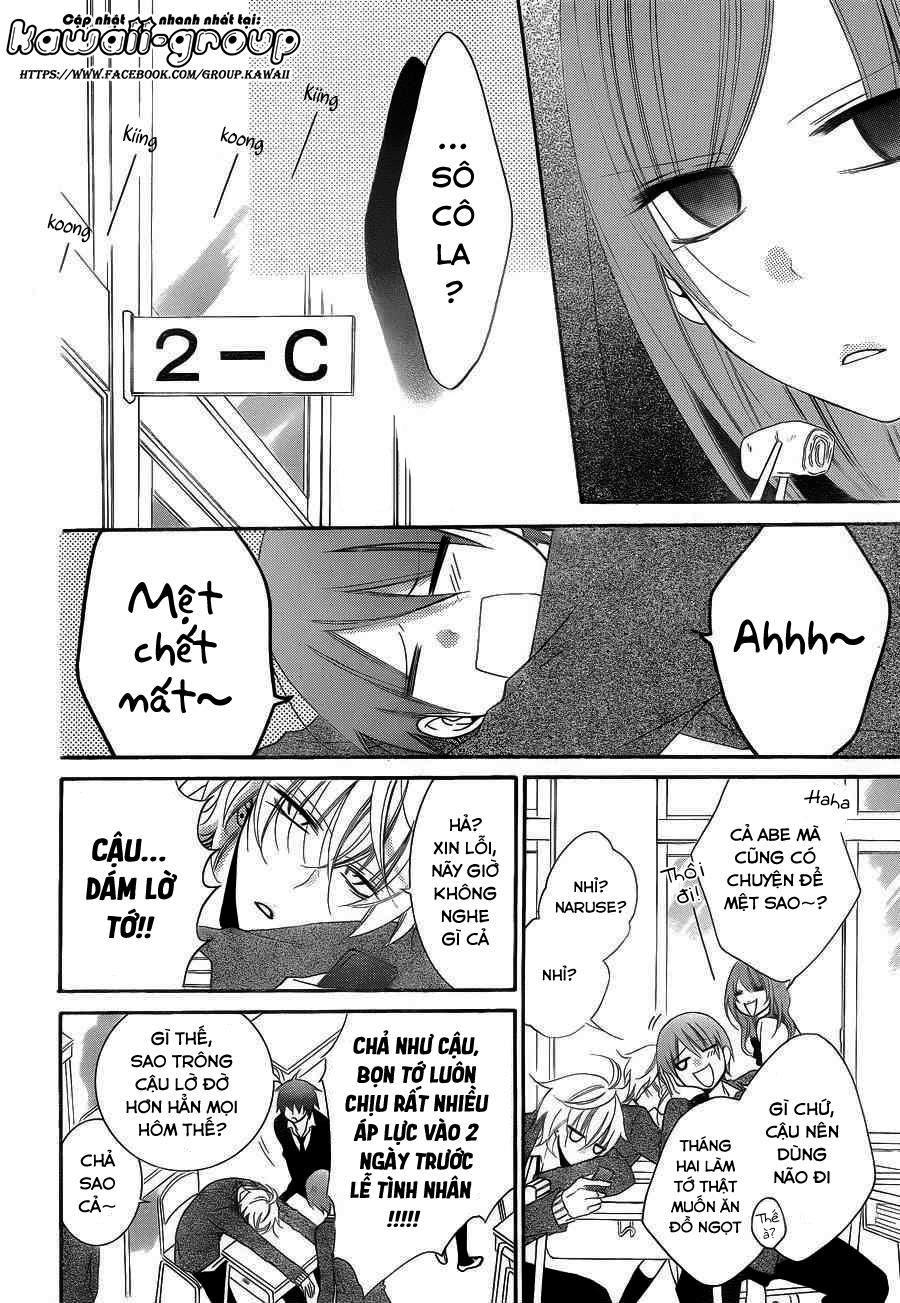 Cập nhật nhanh nhất tại:
Kawaii-group
HTTPS://WWW.FACEBOOK.COM/GROUP.KAWAII
...
SÔ
CÔ
LA
?
Kiing
koong
Kiing
koong
2-C
Ahhh~
Mệt
chết
mất~
Haha
CẢ ABE MÀ
CŨNG CÓ
CHUYỆN ĐỂ
MỆT SAO~?
Thôi
đi!
NHỈ?
NARUSE?
NHỈ?
HẢ?
XIN LỖI,
NÃY GIỜ
KHÔNG
NGHE
GÌ CẢ
CẬU...
DÁM LỜ
TỚ!!
GÌ CHỨ,
CẬU NÊN
DÙNG
NÃO ĐI
THÁNG
HAI LÀM
TỚ THẬT
MUỐN ĂN
ĐỒ NGỌT
Thế
à?
CHẢ NHƯ CẬU,
BỌN TỚ LUÔN
CHỊU RẤT NHIỀU
ÁP LỰC VÀO 2
NGÀY TRƯỚC
LỄ TÌNH NHÂN
!!!!!
GÌ THẾ,
SAO TRÔNG
CẬU LỜ ĐỜ
HƠN HẲN MỌI
HÔM THẾ?
CHẢ
SAO
CẢ~